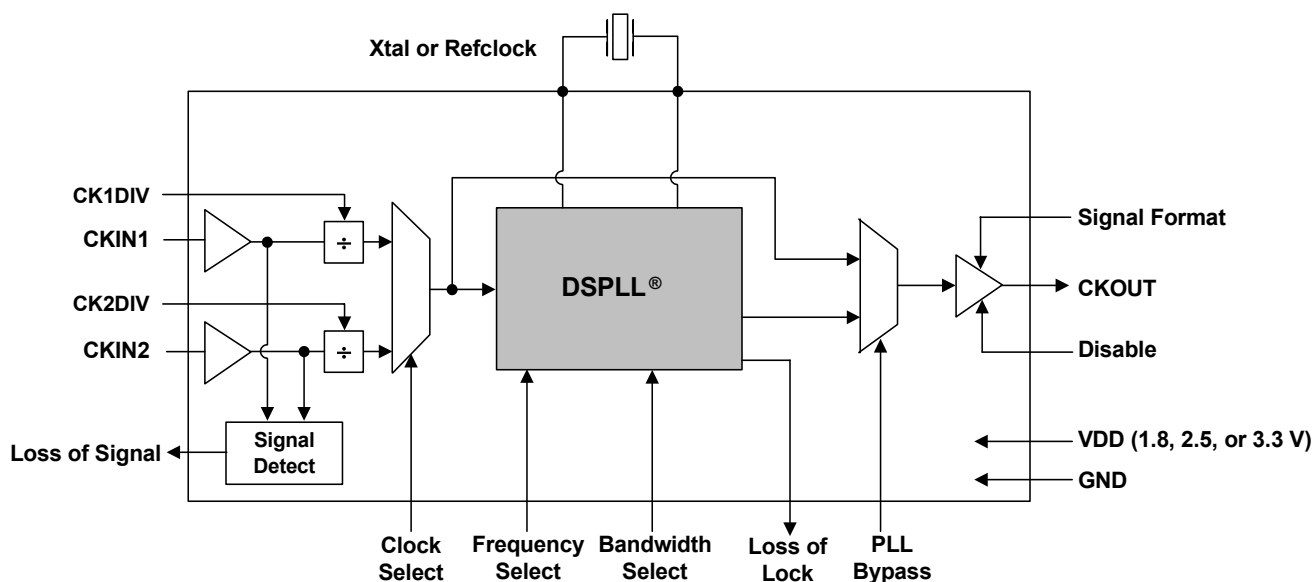 Xtal or Refclock
CK1DIV
CKIN1
÷
CK2DIV
CKIN2
÷
DSPLL®
Signal Format
CKOUT
Disable
Loss of Signal
Signal
Detect
VDD (1.8, 2.5, or 3.3 V)
GND
Clock
Select
Frequency
Select
Bandwidth
Select
Loss of
Lock
PLL
Bypass